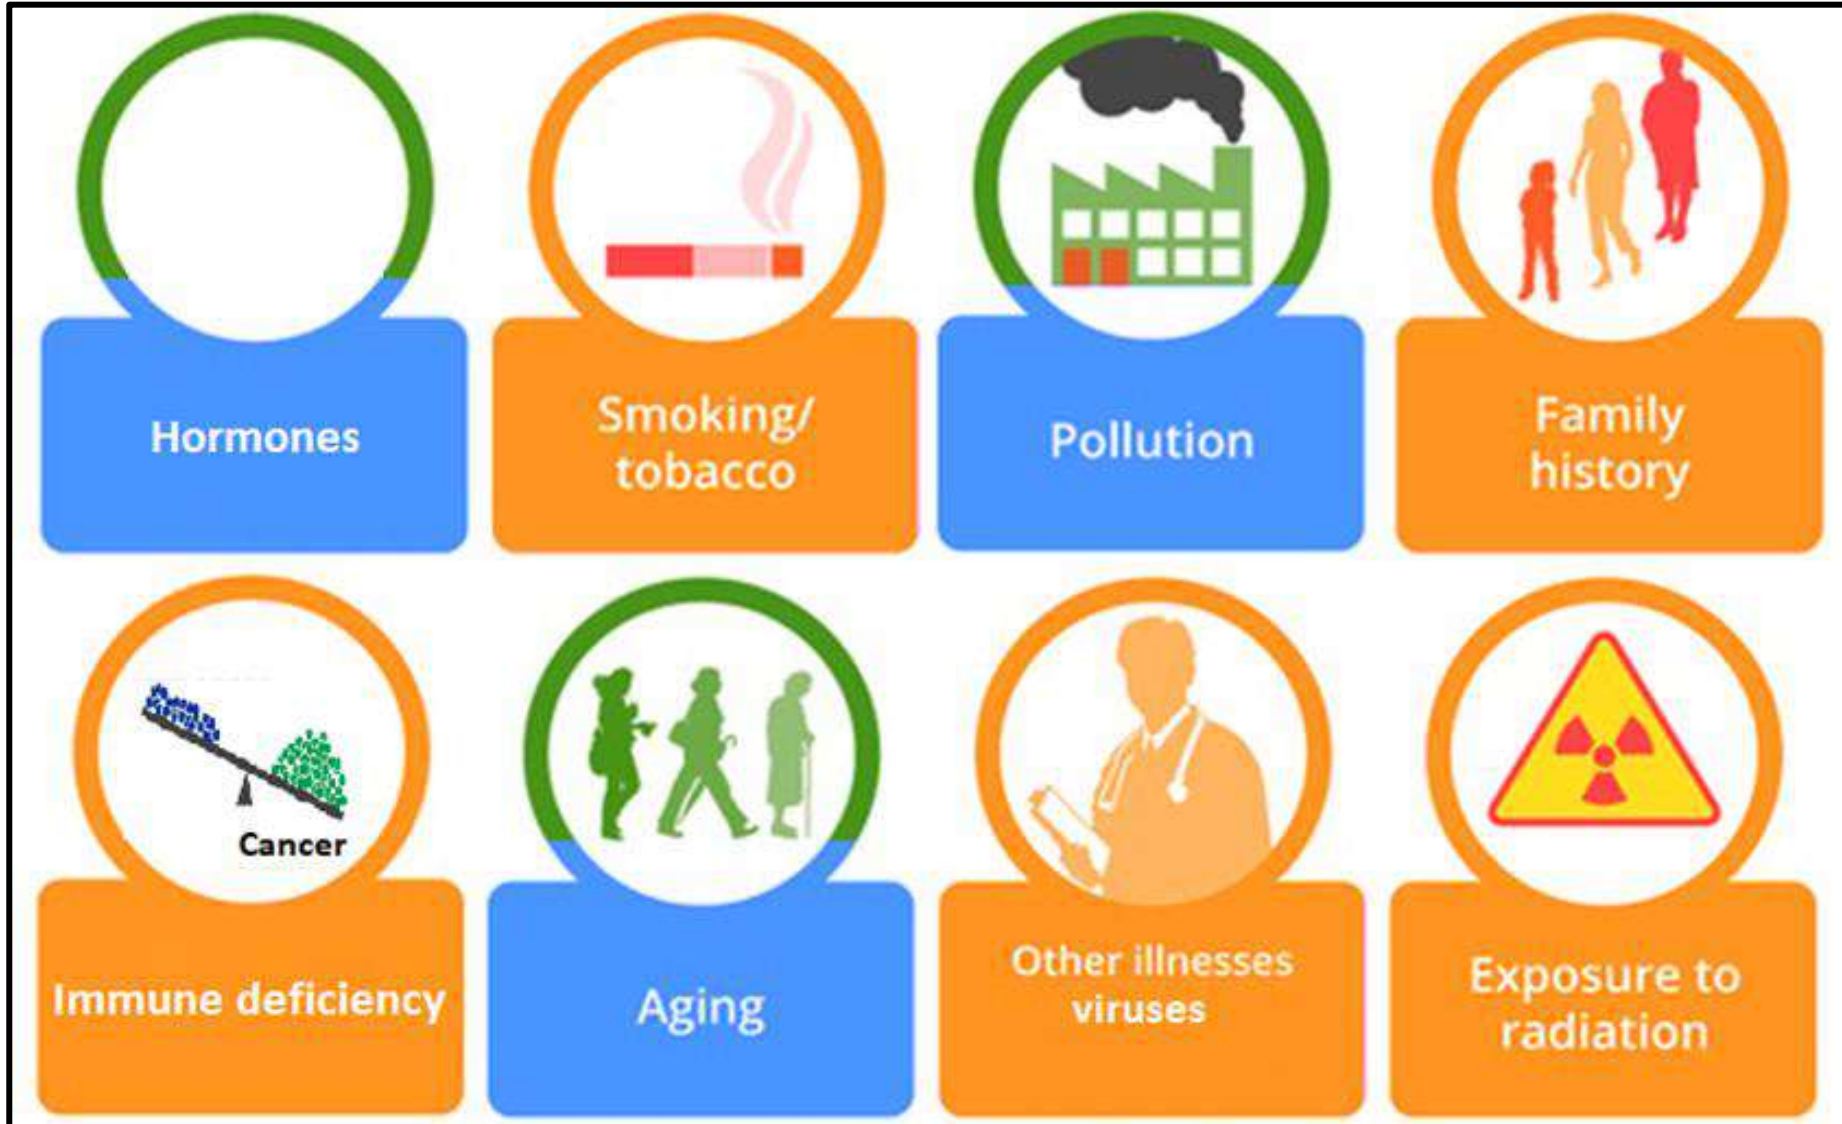 Hormones
Smoking/
tobacco
Pollution
Family
history
Cancer
Immune deficiency
Aging
Other illnesses
viruses
Exposure to
radiation